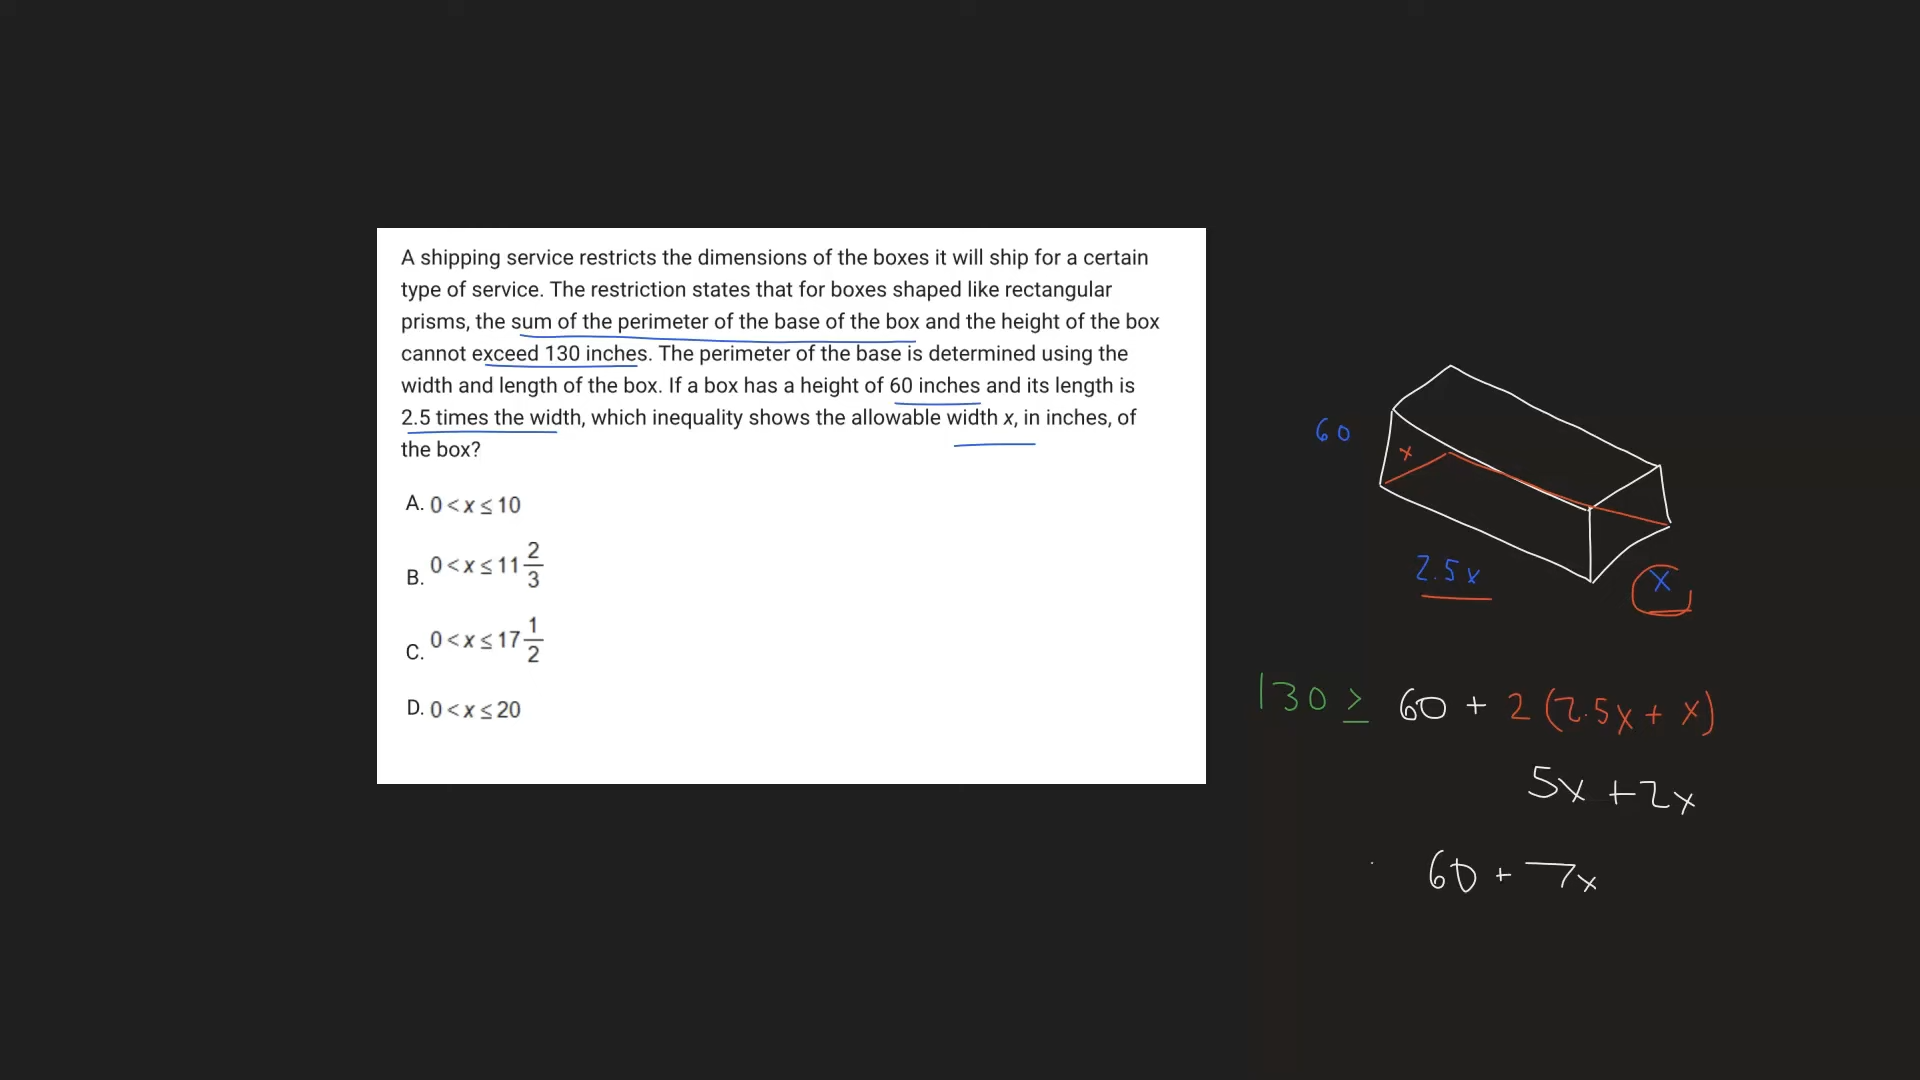 A shipping service restricts the dimensions of the boxes it will ship for a certain
type of service. The restriction states that for boxes shaped like rectangular
prisms, the sum of the perimeter of the base of the box and the height of the box
cannot exceed 130 inches. The perimeter of the base is determined using the
width and length of the box. If a box has a height of 60 inches and its length is
2.5 times the width, which inequality shows the allowable width x, in inches, of
the box?
A. 0 < x ≤ 10
B. 0 < x ≤ 11 2/3
C. 0 < x ≤ 17 1/2
D. 0 < x ≤ 20
60
x
2.5x
x
130 ≥ 60 + 2(2.5x + x)
5x + 2x
60 + 7x